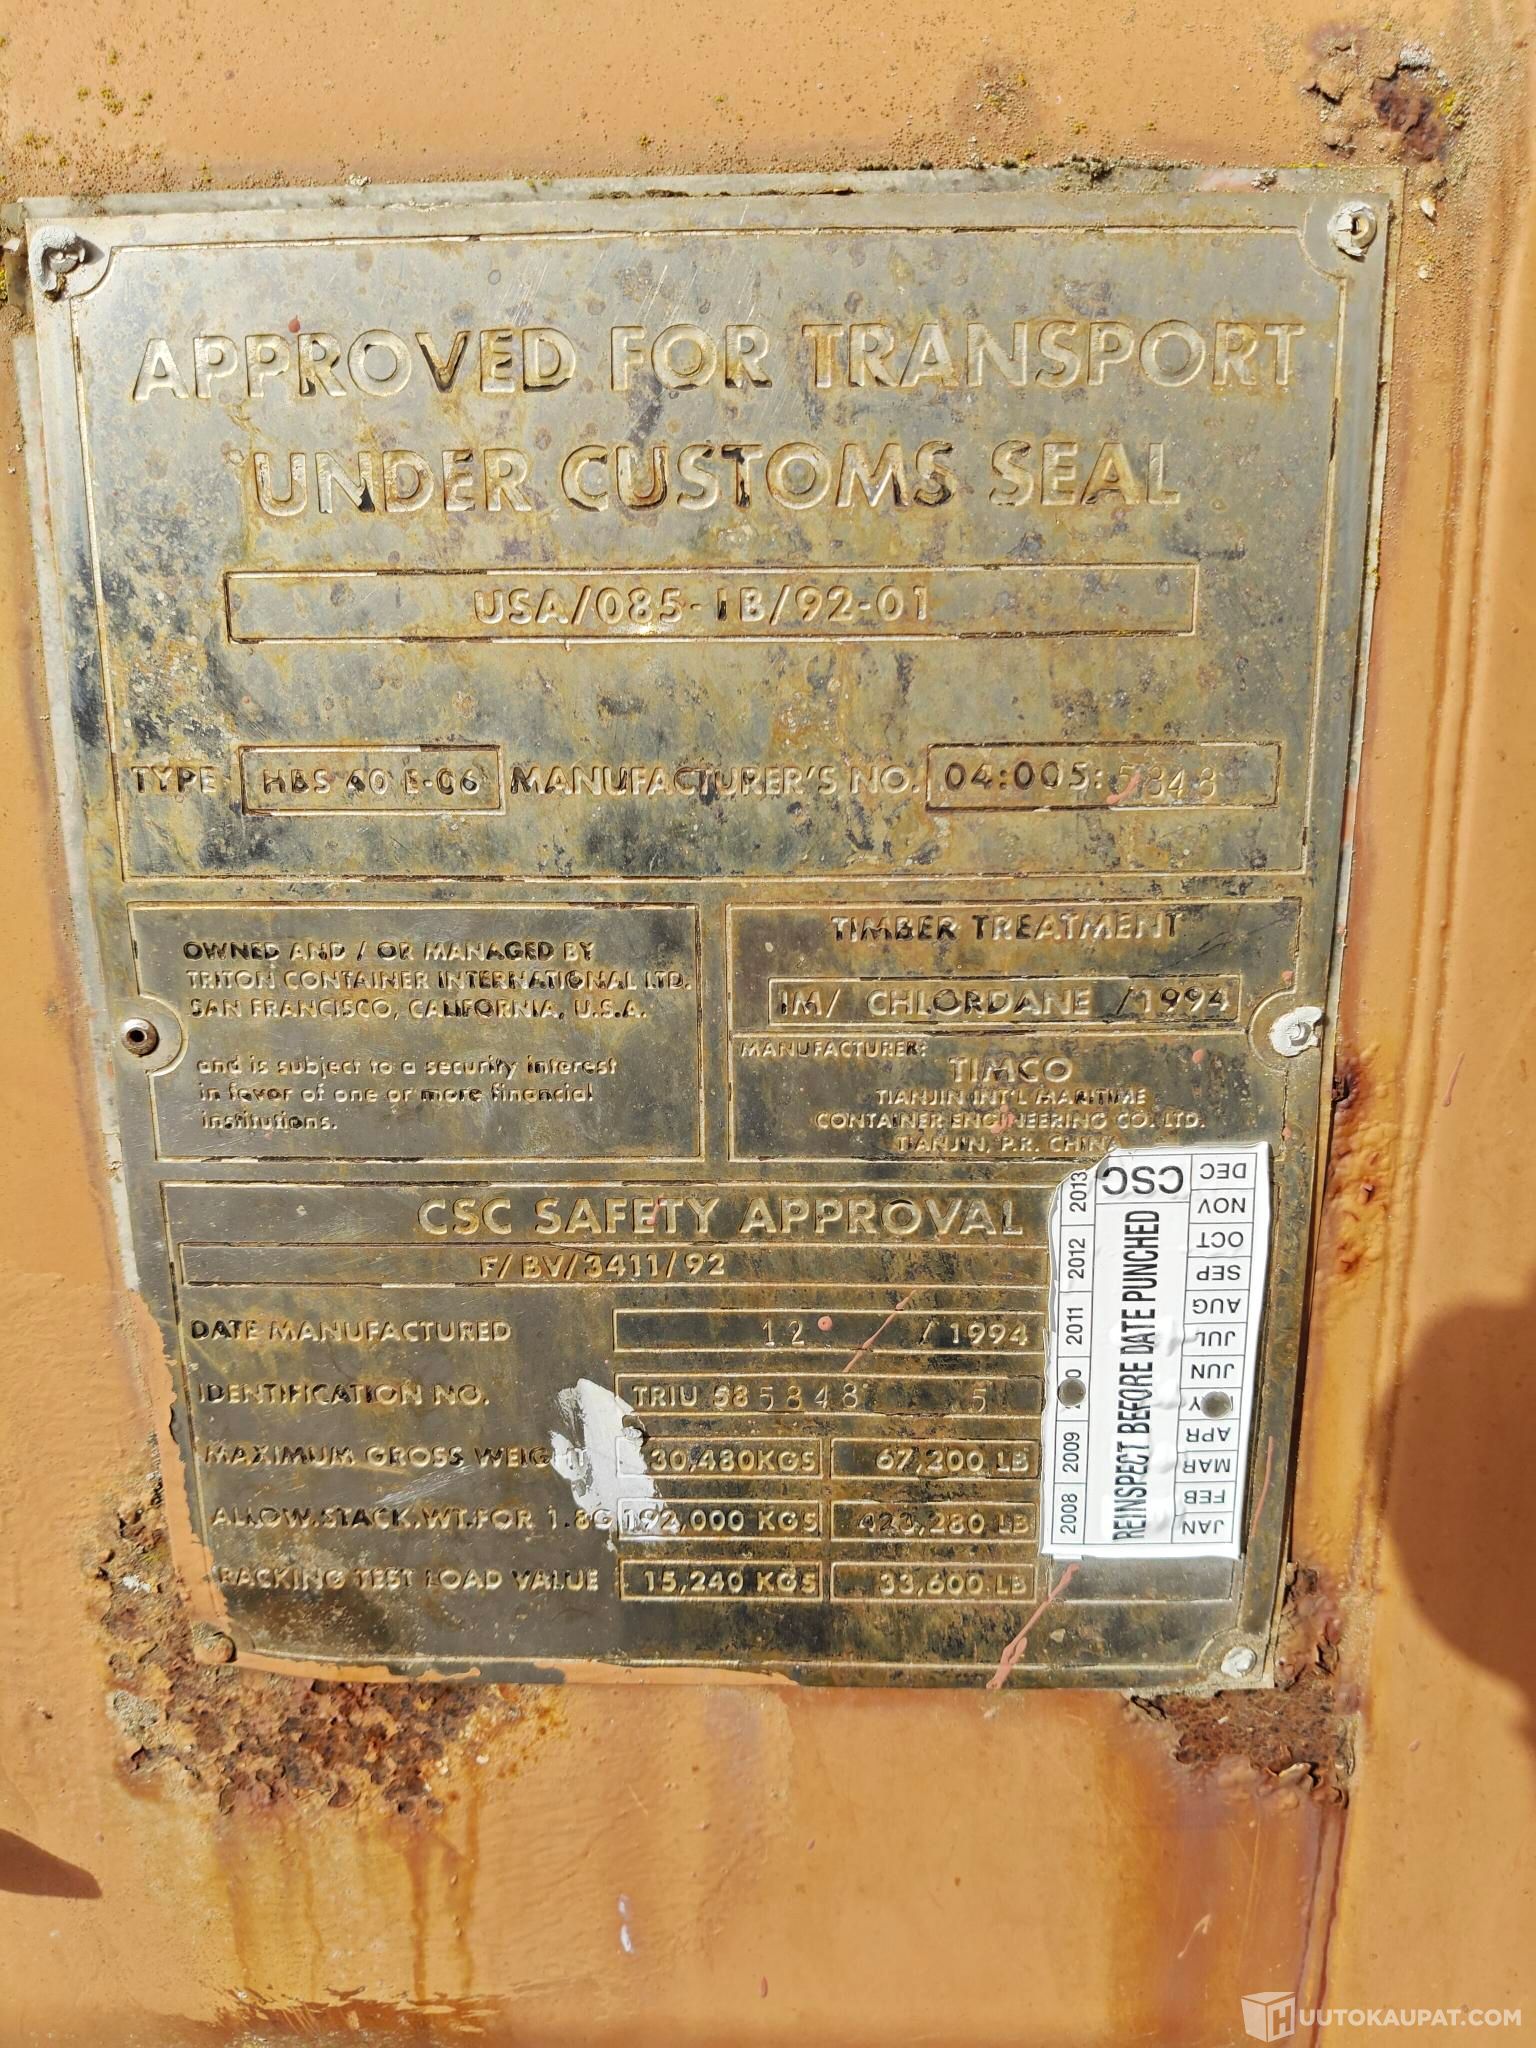 APPROVED FOR TRANSPORT
UNDER CUSTOMS SEAL
USA/085-1B/92-01
TYPE HBS 40 E-06 MANUFACTURER'S NO. 04:005:5848
OWNED AND / OR MANAGED BY
TRITON CONTAINER INTERNATIONAL LTD.
SAN FRANCISCO, CALIFORNIA, U.S.A.
and is subject to a security interest
in favor of one or more financial
institutions.
TIMBER TREATMENT
IM/ CHLORDANE /1994
MANUFACTURER:
TIMCO
TIANJIN INT'L MARITIME
CONTAINER ENGINEERING CO. LTD.
TIANJIN, P.R. CHINA
CSC SAFETY APPROVAL
F/BV/3411/92
DATE MANUFACTURED 12 / 1994
IDENTIFICATION NO. TRIU 585848 5
MAXIMUM GROSS WEIGHT 30,480KGS 67,200 LB
ALLOW.STACK.WT.FOR 1.8G 192,000 KGS 423,280 LB
RACKING TEST LOAD VALUE 15,240 KGS 33,600 LB
2008 2009 2011 2012 2013
REINSPECT BEFORE DATE PUNCHED
CSC
JAN FEB MAR APR JUN JUL AUG SEP OCT NOV DEC
HUUTOKAUPAT.COM